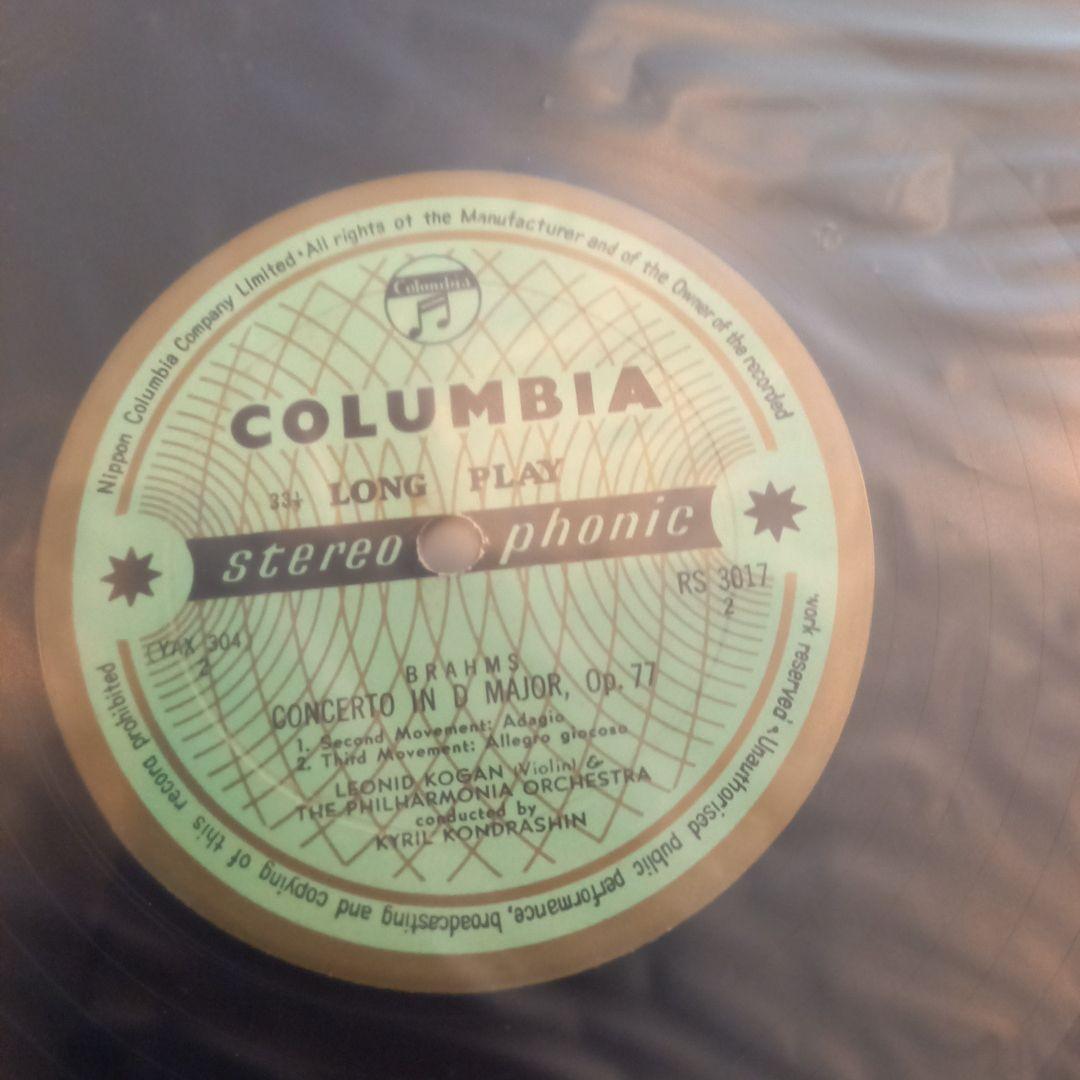 Nippon Columbia Company Limited•All rights of the Manufacturer and of the Owner of the recorded
work reserved • Unauthorised public performance, broadcasting and copying of this record prohibited
Columbia
COLUMBIA
33⅓ LONG PLAY
stereo phonic
RS 3017
2
(YAX 304
2
BRAHMS
CONCERTO IN D MAJOR, Op. 77
1. Second Movement: Adagio
2. Third Movement: Allegro giocoso
LEONID KOGAN (Violin) &
THE PHILHARMONIA ORCHESTRA
conducted by
KYRIL KONDRASHIN